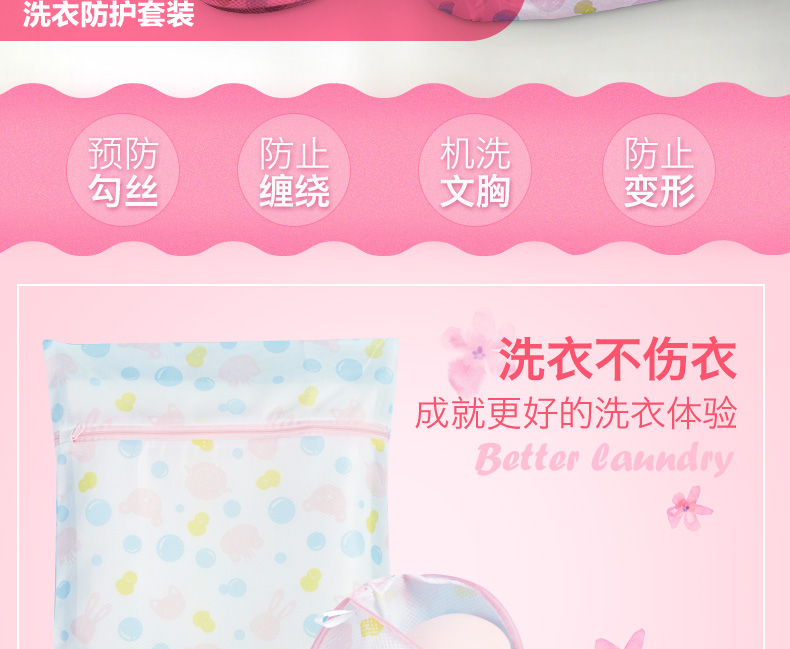 洗衣防护套装
预防
勾丝
防止
缠绕
机洗
文胸
防止
变形
洗衣不伤衣
成就更好的洗衣体验
Better laundry